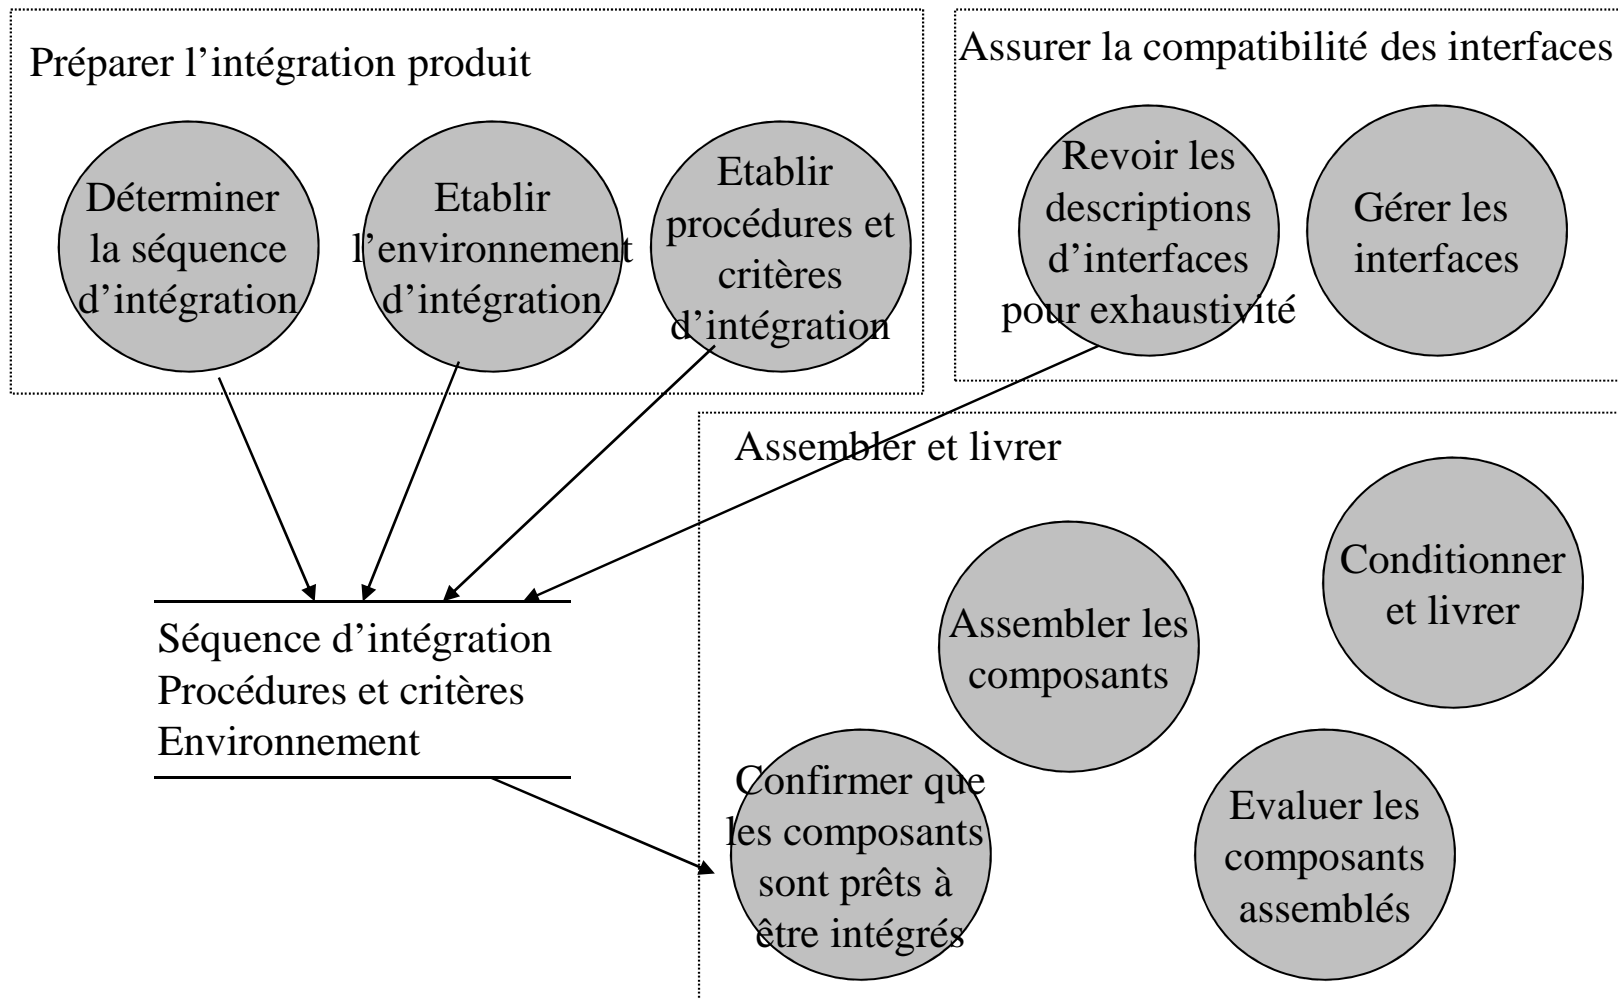 Préparer l’intégration produit
Déterminer
la séquence
d’intégration
Etablir
l’environnement
d’intégration
Etablir
procédures et
critères
d’intégration
Assurer la compatibilité des interfaces
Revoir les
descriptions
d’interfaces
pour exhaustivité
Gérer les
interfaces
Séquence d’intégration
Procédures et critères
Environnement
Assembler et livrer
Assembler les
composants
Conditionner
et livrer
Confirmer que
les composants
sont prêts à
être intégrés
Evaluer les
composants
assemblés